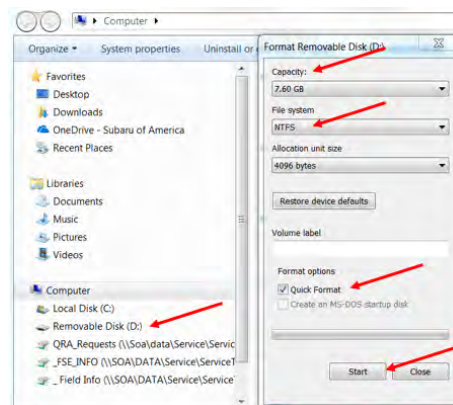 Computer
Organize
System properties
Uninstall or
Favorites
Desktop
Downloads
OneDrive - Subaru of America
Recent Places
Libraries
Documents
Music
Pictures
Videos
Computer
Local Disk (C:)
Removable Disk (D:)
QRA_Requests (\\Soa\data\Service\Servic
_FSE_INFO (\\SOA\DATA\Service\ServiceT
_ Field Info (\\SOA\DATA\Service\Service
Format Removable Disk (D:)
Capacity:
7.60 GB
File system
NTFS
Allocation unit size
4096 bytes
Restore device defaults
Volume label
Format options
Quick Format
Create an MS-DOS startup disk
Start
Close